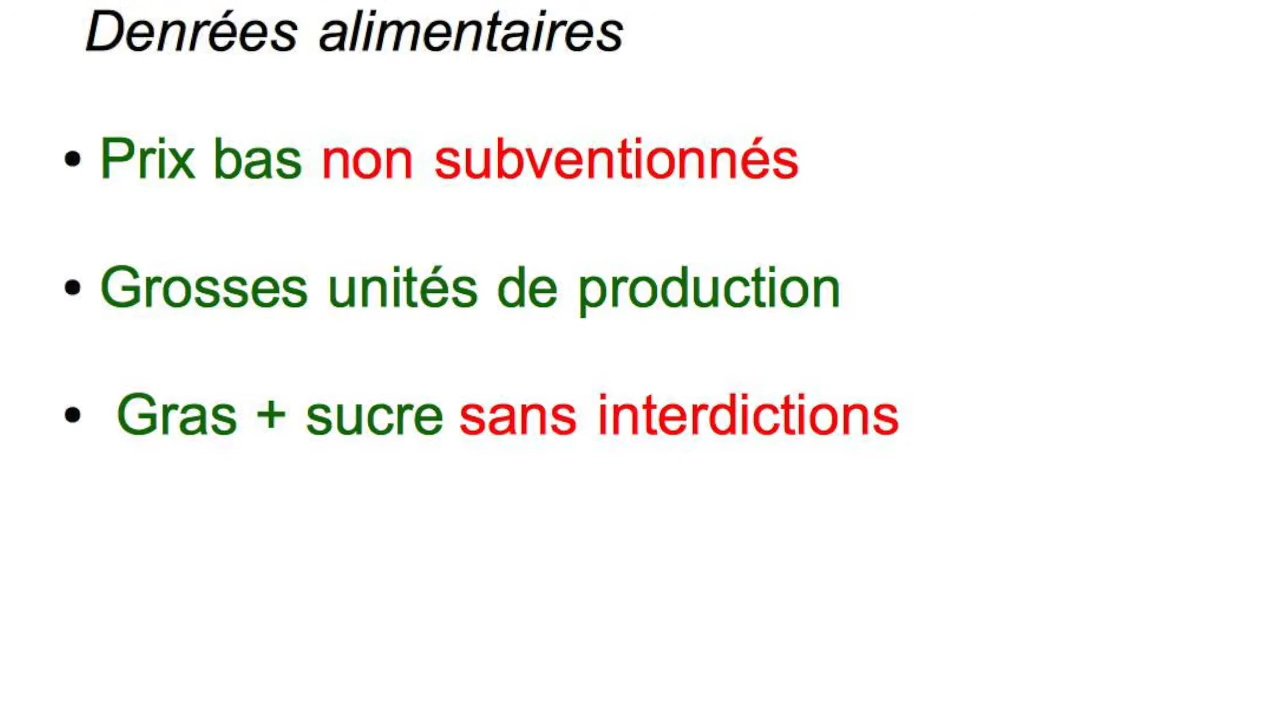 Denrées alimentaires
• Prix bas non subventionnés
• Grosses unités de production
• Gras + sucre sans interdictions